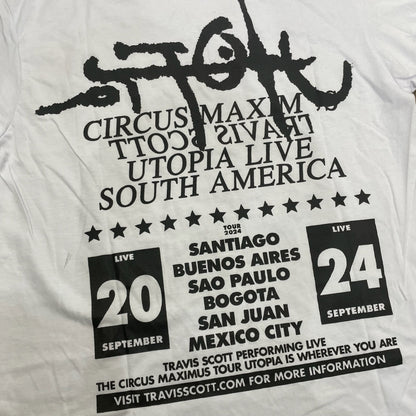 CIRCUS MAXIM
TRAVIS
SCOTT
UTOPIA LIVE
SOUTH AMERICA
TOUR
2024
LIVE
20
SEPTEMBER
SANTIAGO
BUENOS AIRES
SAO PAULO
BOGOTA
SAN JUAN
MEXICO CITY
LIVE
24
SEPTEMBER
TRAVIS SCOTT PERFORMING LIVE
THE CIRCUS MAXIMUS TOUR UTOPIA IS WHEREVER YOU ARE
VISIT TRAVISSCOTT.COM FOR MORE INFORMATION